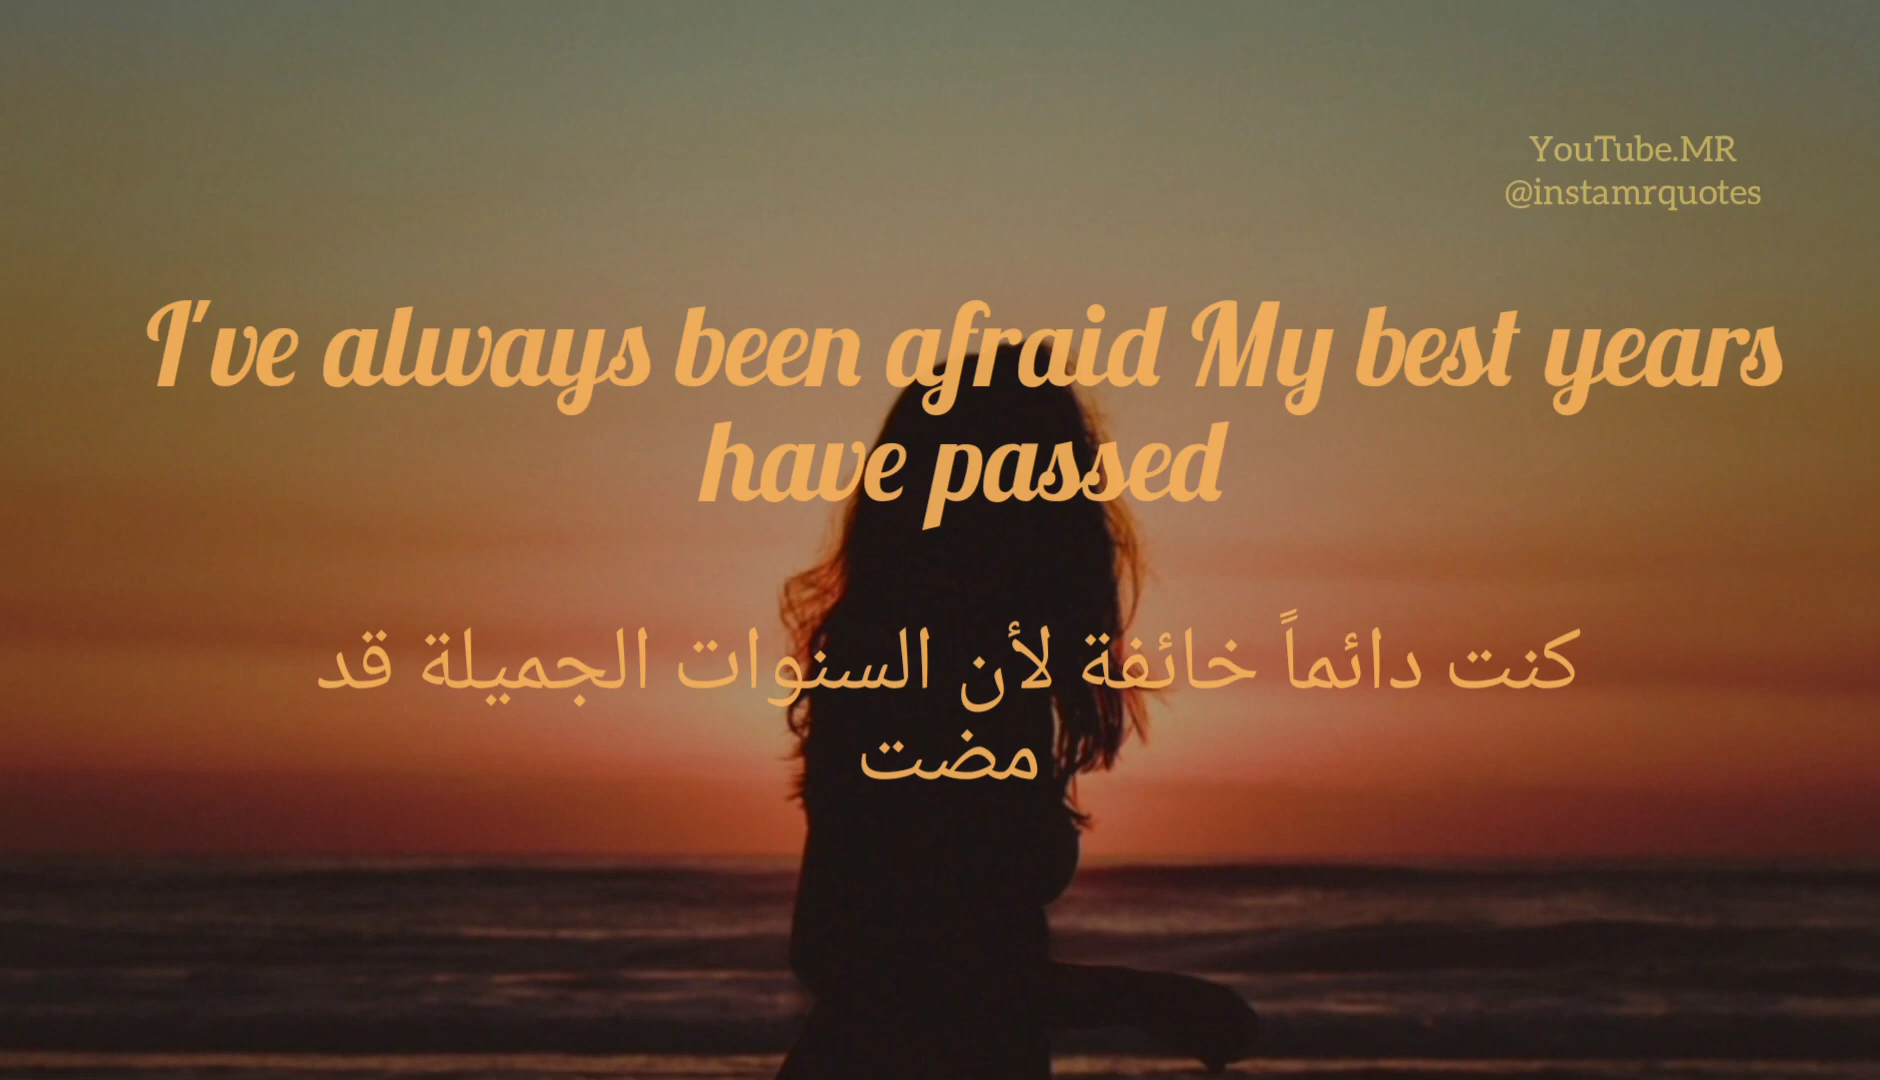 YouTube.MR
@instamrquotes
I've always been afraid My best years
have passed
كنت دائماً خائفة لأن السنوات الجميلة قد
مضت